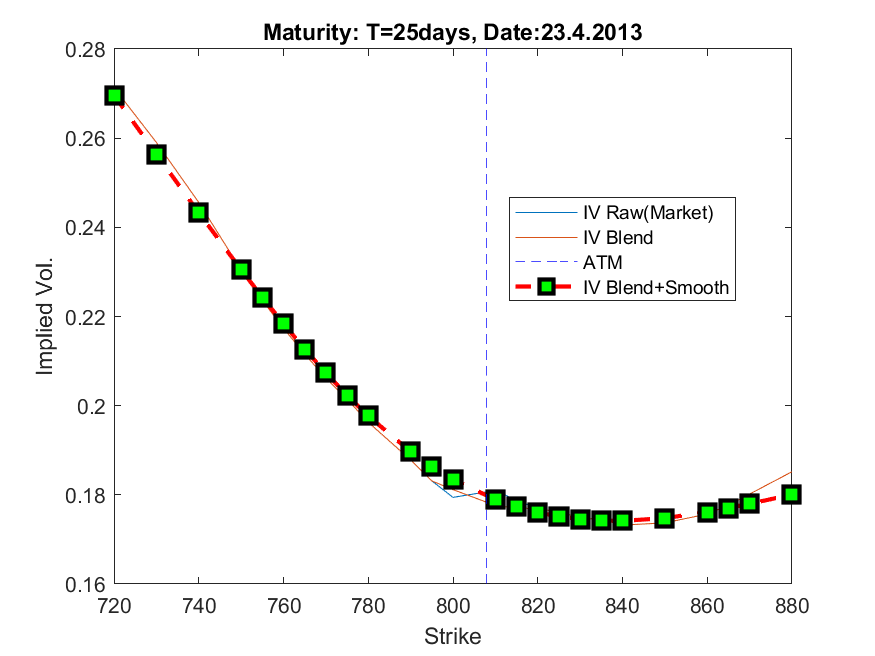 Maturity: T=25days, Date:23.4.2013
0.28
0.26
0.24
0.22
0.2
0.18
0.16
Implied Vol.
IV Raw(Market)
IV Blend
ATM
IV Blend+Smooth
720 740 760 780 800 820 840 860 880
Strike